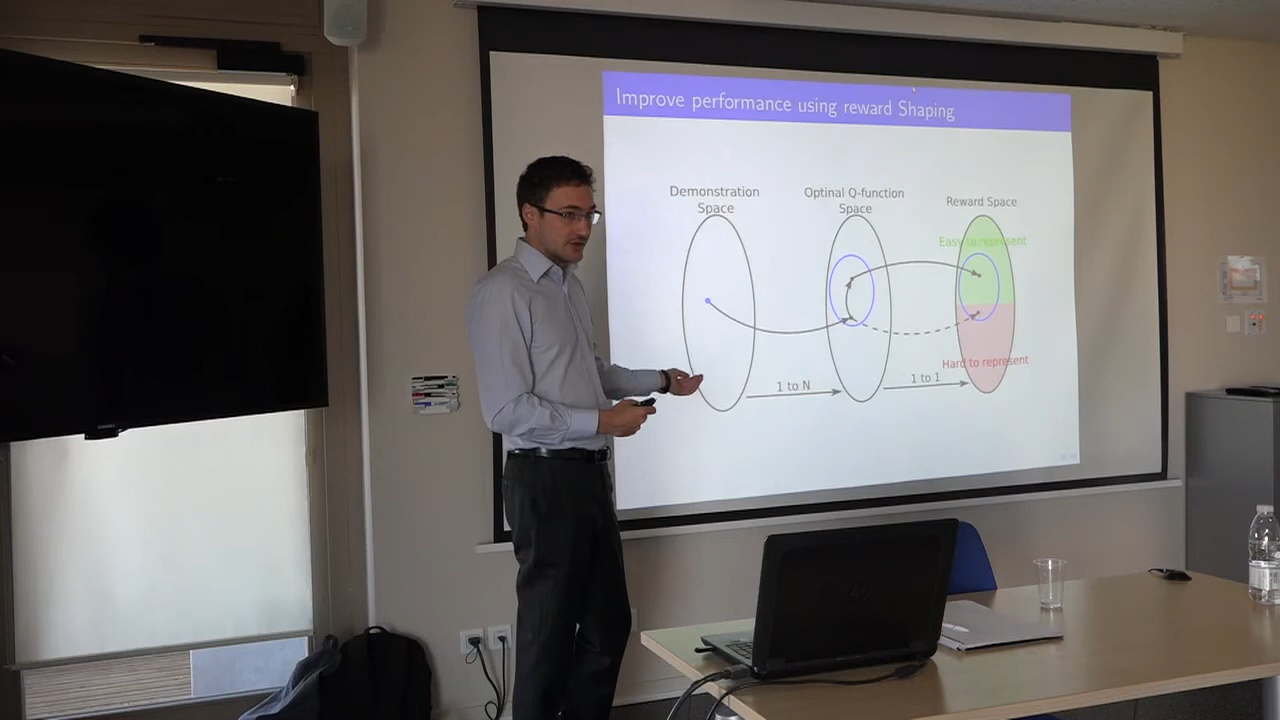 Improve performance using reward Shaping
Demonstration
Space
Optinal Q-function
Space
Reward Space
Easy to represent
Hard to represent
1 to N
1 to 1